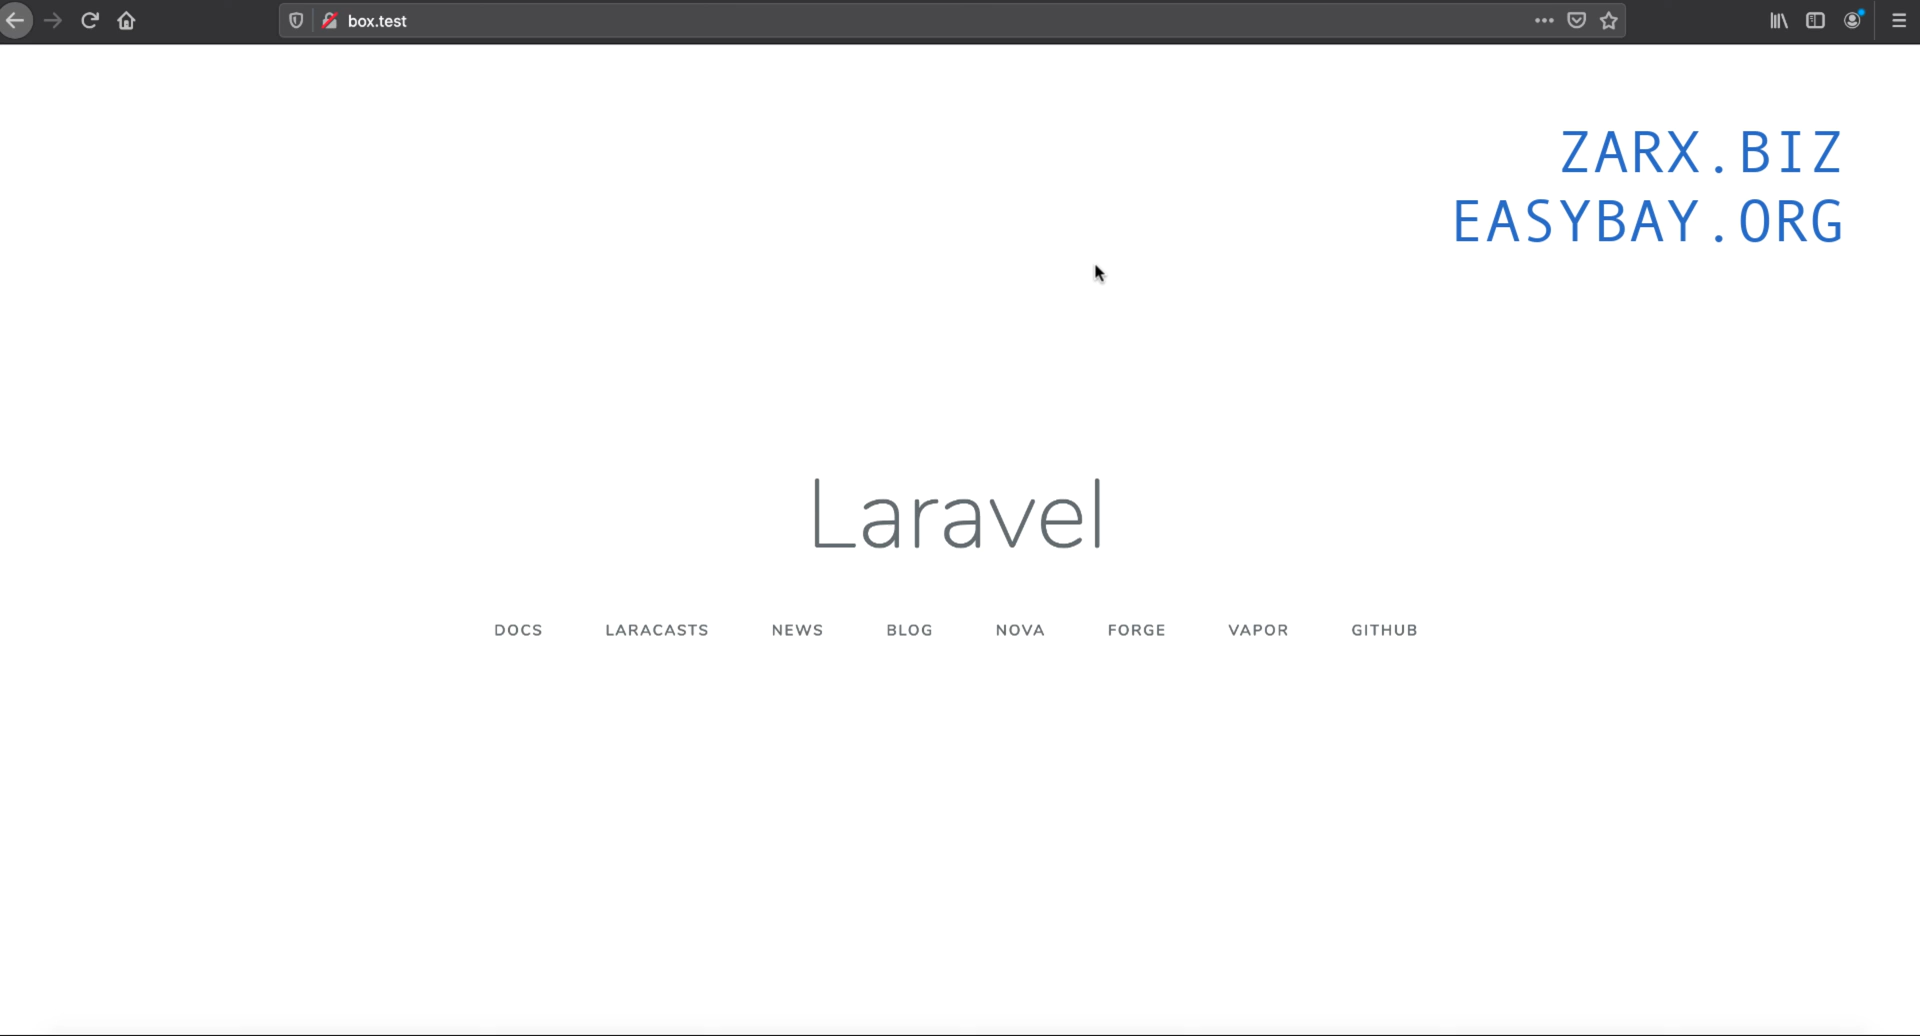 box.test
ZARX.BIZ
EASYBAY.ORG
Laravel
DOCS LARACASTS NEWS BLOG NOVA FORGE VAPOR GITHUB